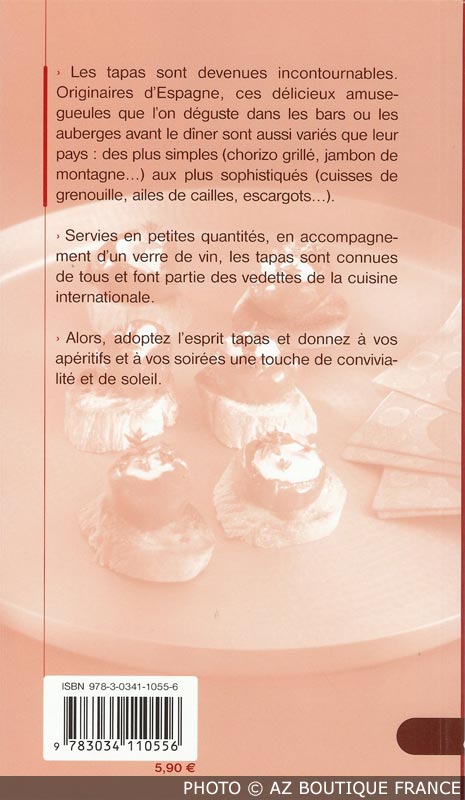 › Les tapas sont devenues incontournables.
Originaires d’Espagne, ces délicieux amuse-
gueules que l’on déguste dans les bars ou les
auberges avant le dîner sont aussi variés que leur
pays : des plus simples (chorizo grillé, jambon de
montagne...) aux plus sophistiqués (cuisses de
grenouille, ailes de cailles, escargots...).
› Servies en petites quantités, en accompagne-
ment d’un verre de vin, les tapas sont connues
de tous et font partie des vedettes de la cuisine
internationale.
› Alors, adoptez l’esprit tapas et donnez à vos
apéritifs et à vos soirées une touche de convivia-
lité et de soleil.
ISBN 978-3-0341-1055-6
9 783034 110556
5,90 €
PHOTO © AZ BOUTIQUE FRANCE